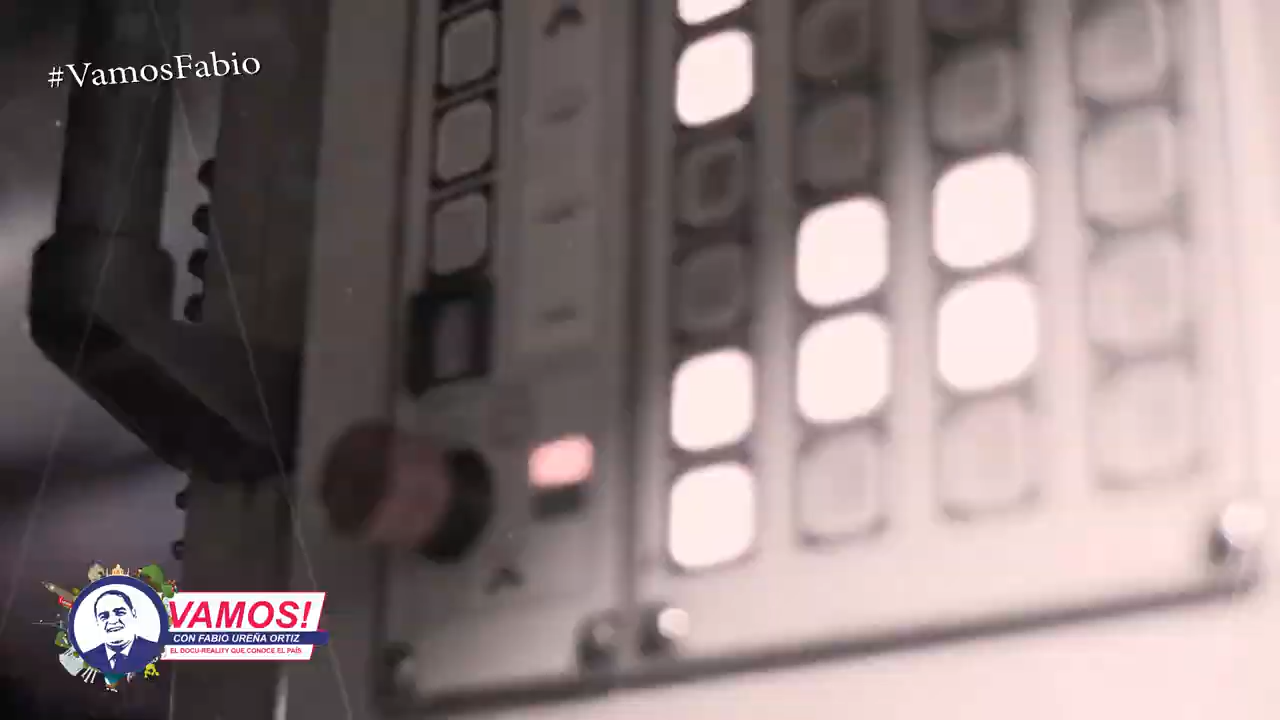 #VamosFabio
VAMOS!
CON FABIO UREÑA ORTIZ
EL DOCU-REALITY QUE CONOCE EL PAÍS